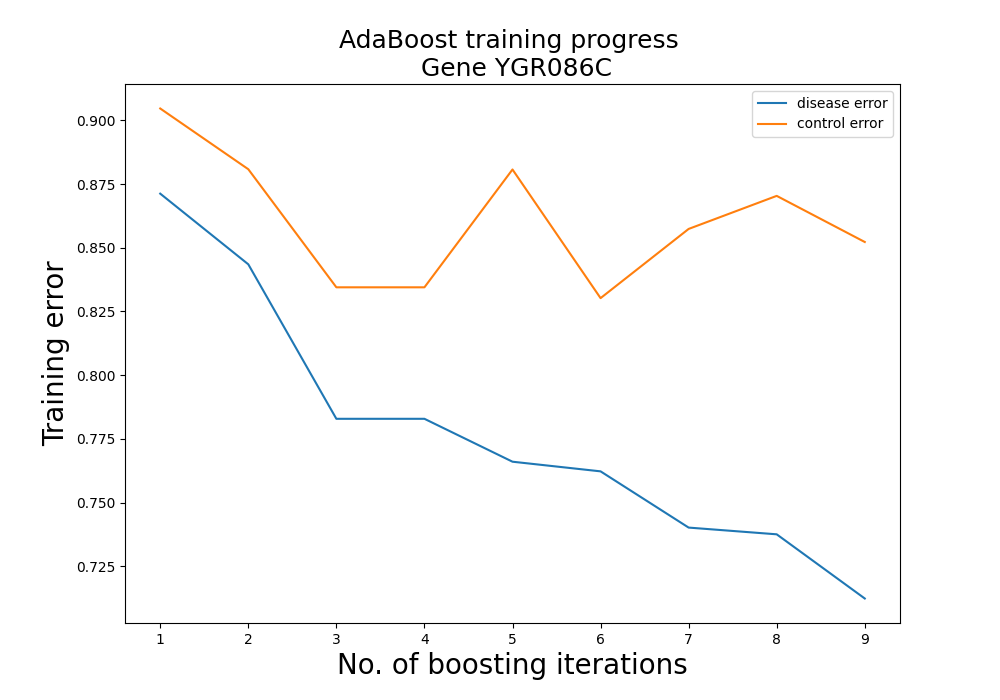 AdaBoost training progress
Gene YGR086C
disease error
control error
0.900
0.875
0.850
0.825
0.800
0.775
0.750
0.725
Training error
1 2 3 4 5 6 7 8 9
No. of boosting iterations